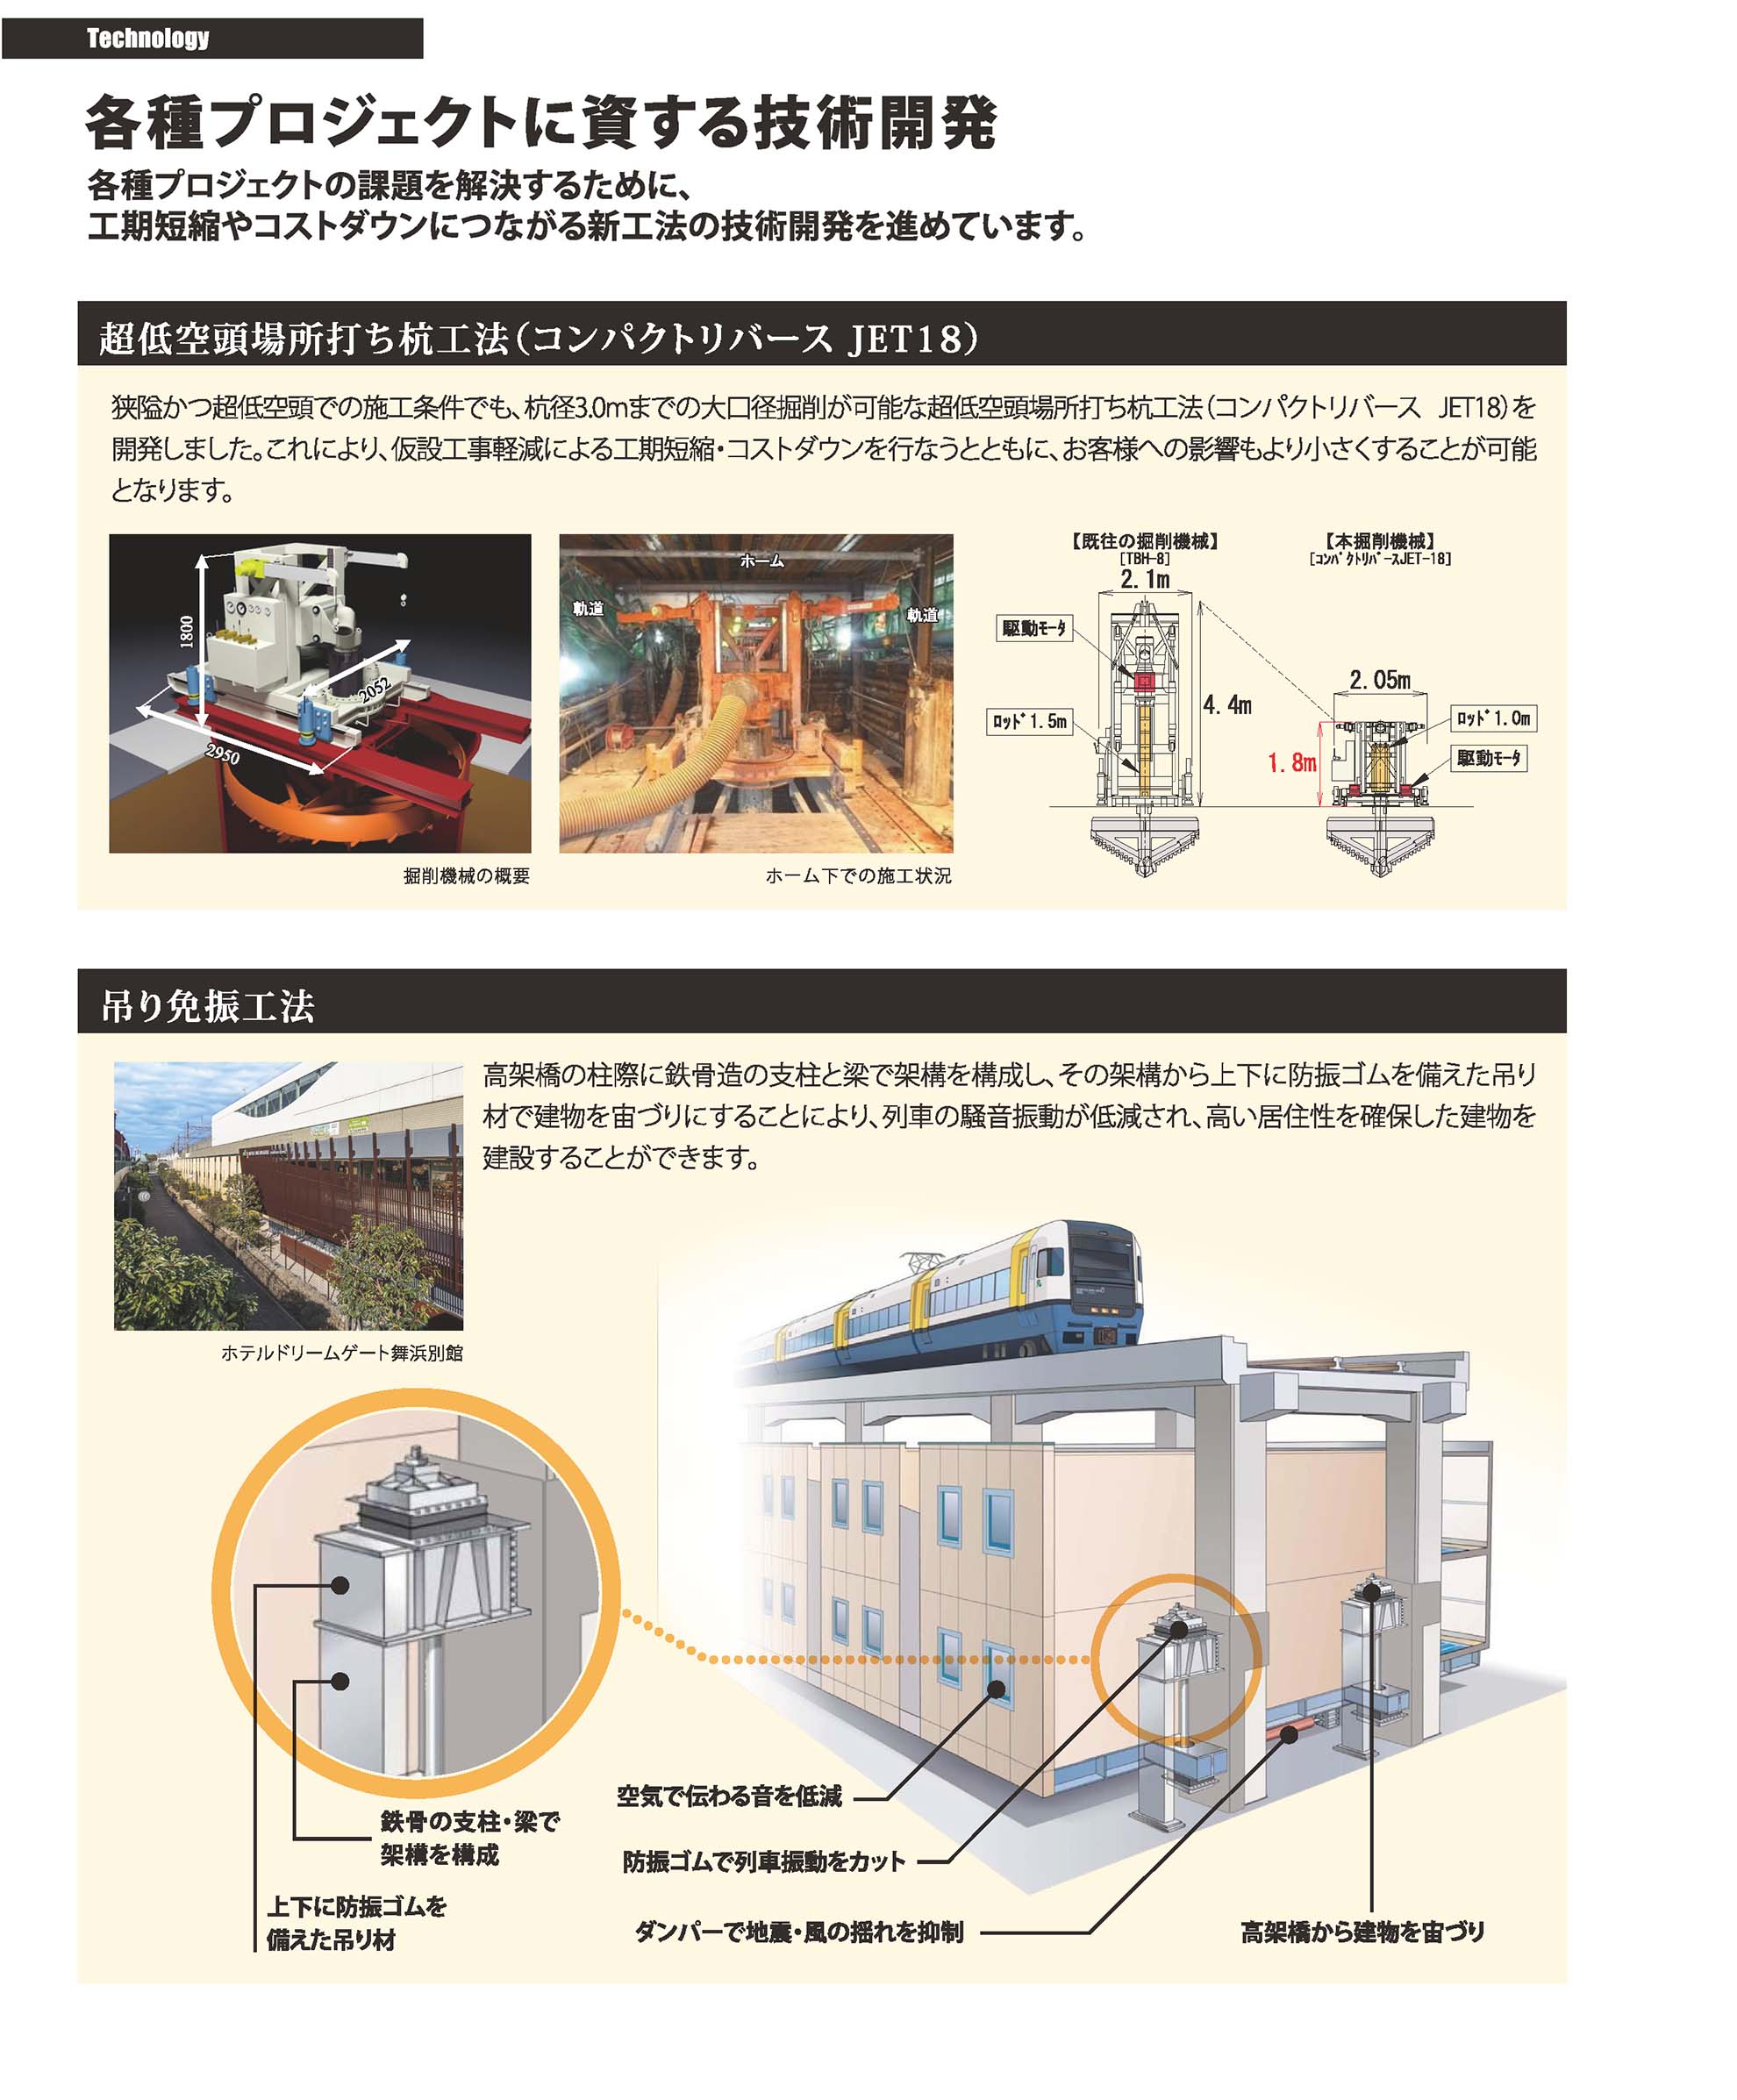 Technology
各種プロジェクトに資する技術開発
各種プロジェクトの課題を解決するために、
工期短縮やコストダウンにつながる新工法の技術開発を進めています。
超低空頭場所打ち杭工法(コンパクトリバース JET18)
狭隘かつ超低空頭での施工条件でも、杭径3.0mまでの大口径掘削が可能な超低空頭場所打ち杭工法(コンパクトリバース JET18)を
開発しました。これにより、仮設工事軽減による工期短縮・コストダウンを行なうとともに、お客様への影響もより小さくすることが可能
となります。
1800
2052
2950
掘削機械の概要
ホーム
軌道
軌道
ホーム下での施工状況
【既往の掘削機械】
[TBH-8]
2.1m
駆動モータ
ロッド1.5m
4.4m
【本掘削機械】
[コンパクトリバースJET-18]
2.05m
ロッド1.0m
1.8m
駆動モータ
吊り免振工法
高架橋の柱際に鉄骨造の支柱と梁で架構を構成し、その架構から上下に防振ゴムを備えた吊り
材で建物を宙づりにすることにより、列車の騒音振動が低減され、高い居住性を確保した建物を
建設することができます。
ホテルドリームゲート舞浜別館
鉄骨の支柱・梁で
架構を構成
上下に防振ゴムを
備えた吊り材
空気で伝わる音を低減
防振ゴムで列車振動をカット
ダンパーで地震・風の揺れを抑制
高架橋から建物を宙づり